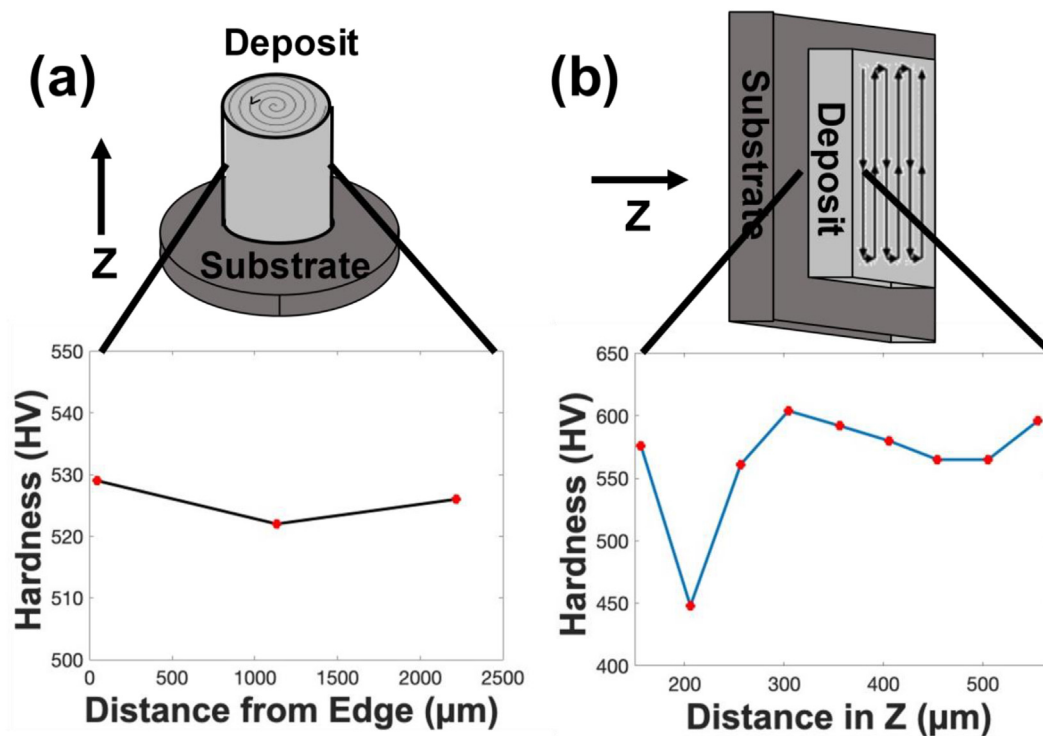 (a)
Deposit
Z
Substrate
550
540
530
520
510
500
Hardness (HV)
0
500
1000
1500
2000
2500
Distance from Edge (µm)
(b)
Substrate
Deposit
Z
650
600
550
500
450
400
Hardness (HV)
200
300
400
500
Distance in Z (µm)